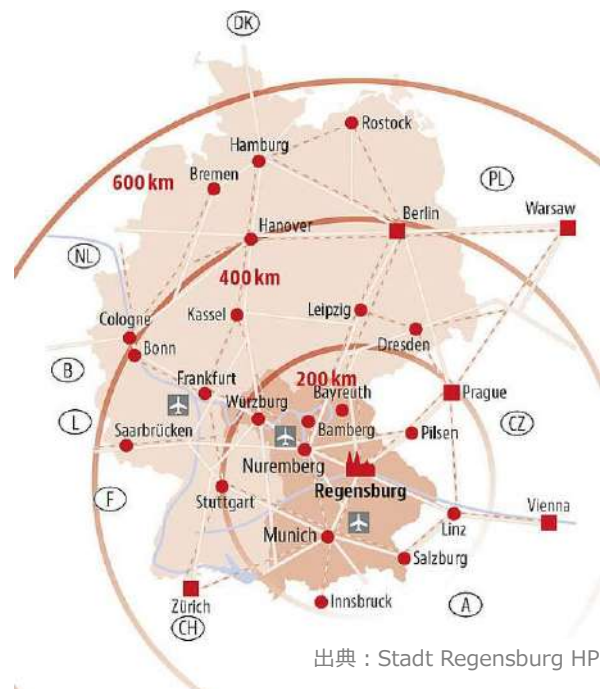 DK
Rostock
Hamburg
600 km
Bremen
PL
Warsaw
Berlin
Hanover
NL
400 km
Kassel
Leipzig
Cologne
Dresden
Bonn
B
200 km
Frankfurt
Bayreuth
Prague
Würzburg
L
Bamberg
CZ
Saarbrücken
Pilsen
Nuremberg
Regensburg
F
Stuttgart
Vienna
Linz
Munich
Salzburg
Zürich
Innsbruck
A
CH
出典：Stadt Regensburg HP